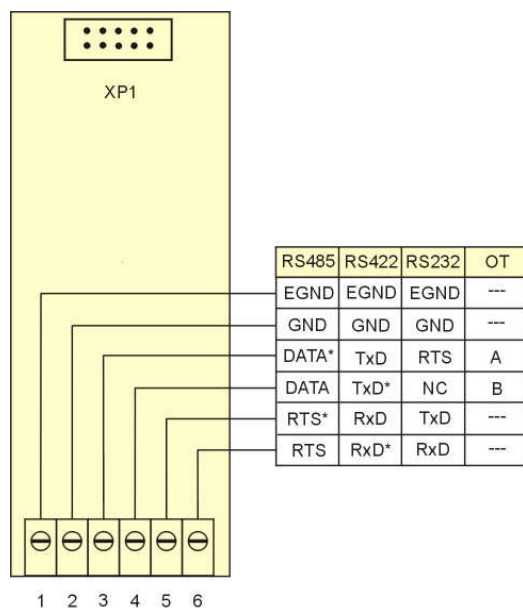 XP1
RS485 RS422 RS232 OT
EGND EGND EGND ---
GND GND GND ---
DATA* TxD RTS A
DATA TxD* NC B
RTS* RxD TxD ---
RTS RxD* RxD ---
1 2 3 4 5 6